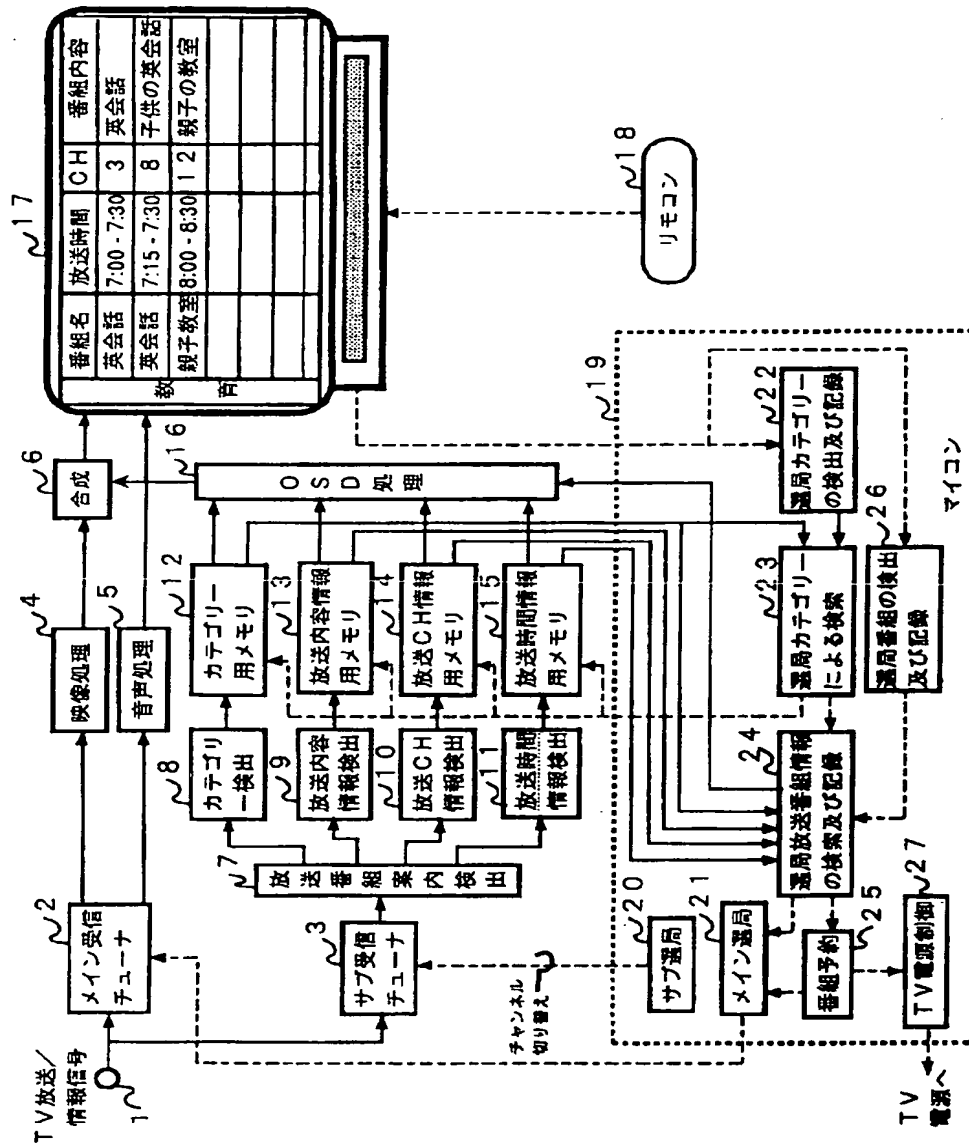 TV放送/
情報信号
1
2
メイン受信
チューナ
3
サブ受信
チューナ
チャンネル
切り替え
4
映像処理
5
音声処理
6
合成
7
放送番組案内検出
8
カテゴリ
ー検出
9
放送内容
情報検出
10
放送CH
情報検出
11
放送時間
情報検出
12
カテゴリー
用メモリ
13
放送内容情報
用メモリ
14
放送CH情報
用メモリ
15
放送時間情報
用メモリ
16
OSD処理
17
教育
番組名 放送時間 CH 番組内容
英会話 7:00-7:30 3 英会話
英会話 7:15-7:30 8 子供の英会話
親子教室 8:00-8:30 12 親子の教室
18
リモコン
19
マイコン
20
サブ選局
21
メイン選局
22
選局カテゴリー
の検出及び記録
23
選局カテゴリー
による検索
24
選局放送番組情報
の検索及び記録
25
番組予約
26
選局番組の検出
及び記録
27
TV電源制御
TV
電源へ